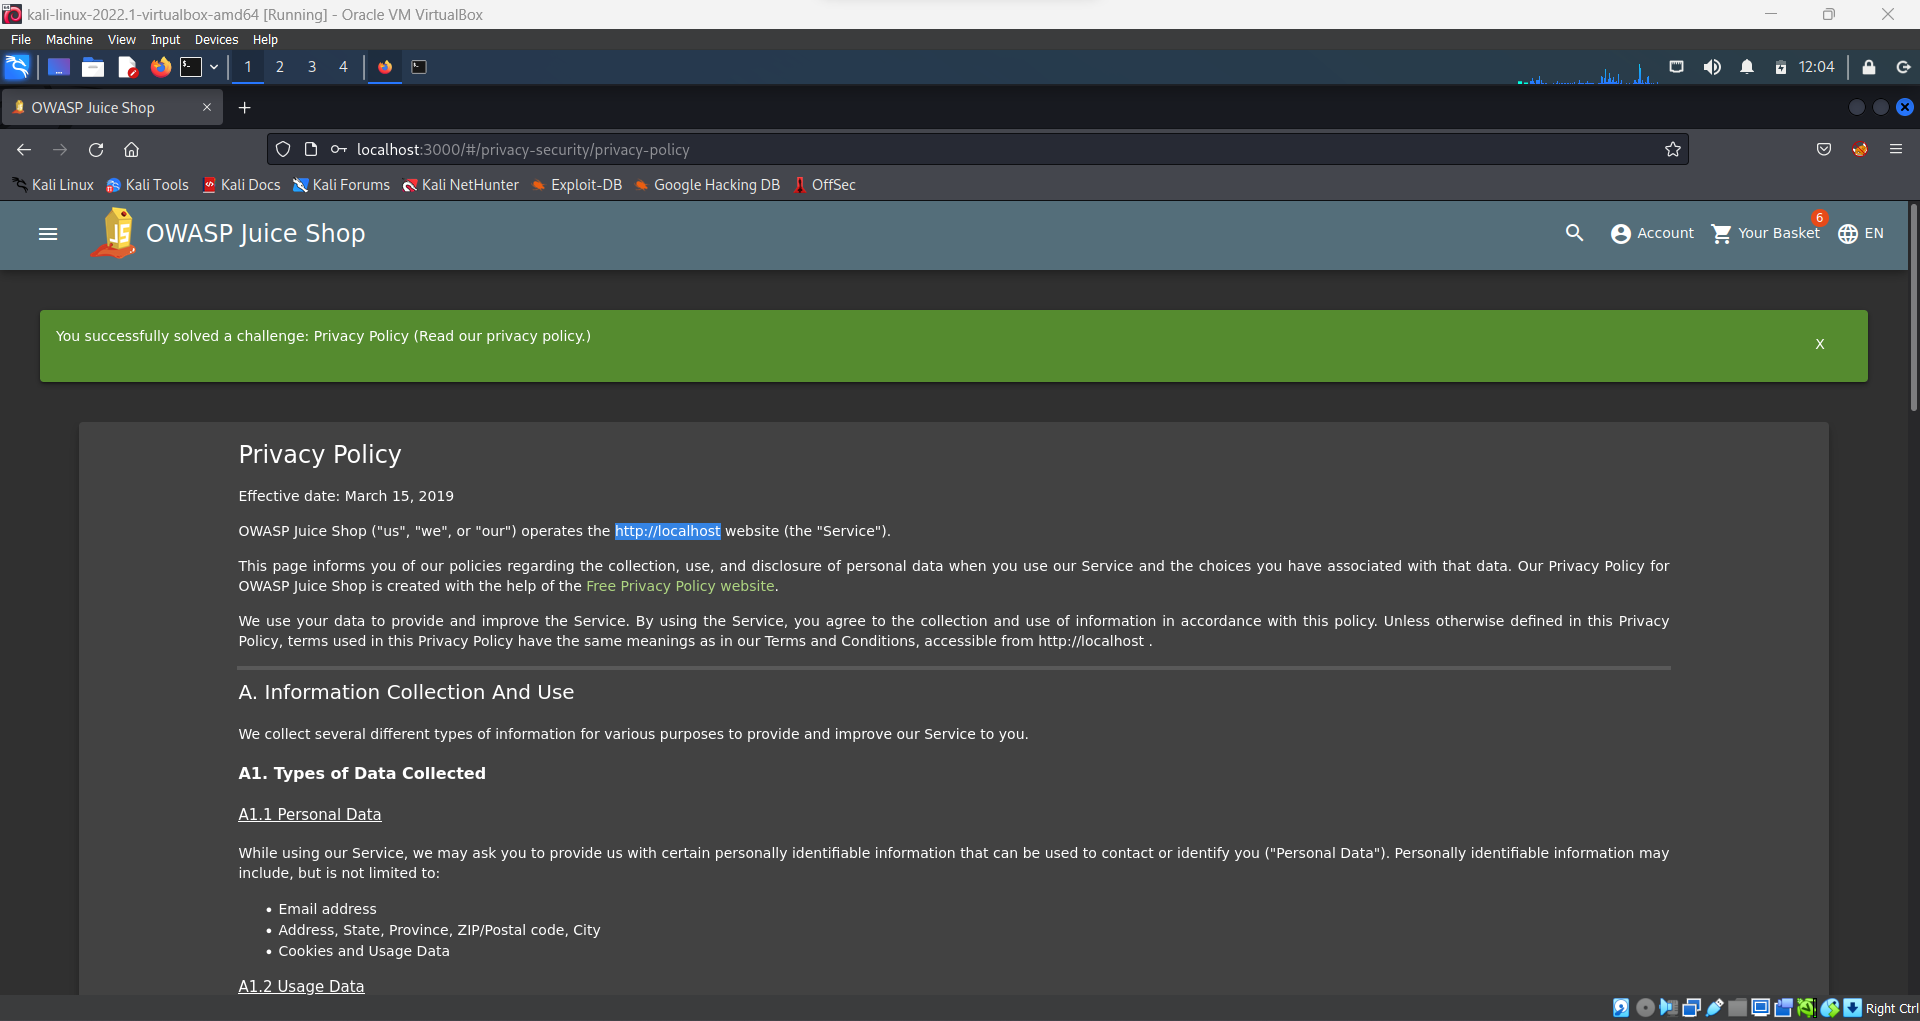 kali-linux-2022.1-virtualbox-amd64 [Running] - Oracle VM VirtualBox
File Machine View Input Devices Help
1 2 3 4 12:04
OWASP Juice Shop
localhost:3000/#/privacy-security/privacy-policy
Kali Linux Kali Tools Kali Docs Kali Forums Kali NetHunter Exploit-DB Google Hacking DB OffSec
JS OWASP Juice Shop Account Your Basket 6 EN
You successfully solved a challenge: Privacy Policy (Read our privacy policy.) X
Privacy Policy
Effective date: March 15, 2019
OWASP Juice Shop ("us", "we", or "our") operates the http://localhost website (the "Service").
This page informs you of our policies regarding the collection, use, and disclosure of personal data when you use our Service and the choices you have associated with that data. Our Privacy Policy for
OWASP Juice Shop is created with the help of the Free Privacy Policy website.
We use your data to provide and improve the Service. By using the Service, you agree to the collection and use of information in accordance with this policy. Unless otherwise defined in this Privacy
Policy, terms used in this Privacy Policy have the same meanings as in our Terms and Conditions, accessible from http://localhost .
A. Information Collection And Use
We collect several different types of information for various purposes to provide and improve our Service to you.
A1. Types of Data Collected
A1.1 Personal Data
While using our Service, we may ask you to provide us with certain personally identifiable information that can be used to contact or identify you ("Personal Data"). Personally identifiable information may
include, but is not limited to:
• Email address
• Address, State, Province, ZIP/Postal code, City
• Cookies and Usage Data
A1.2 Usage Data
Right Ctrl